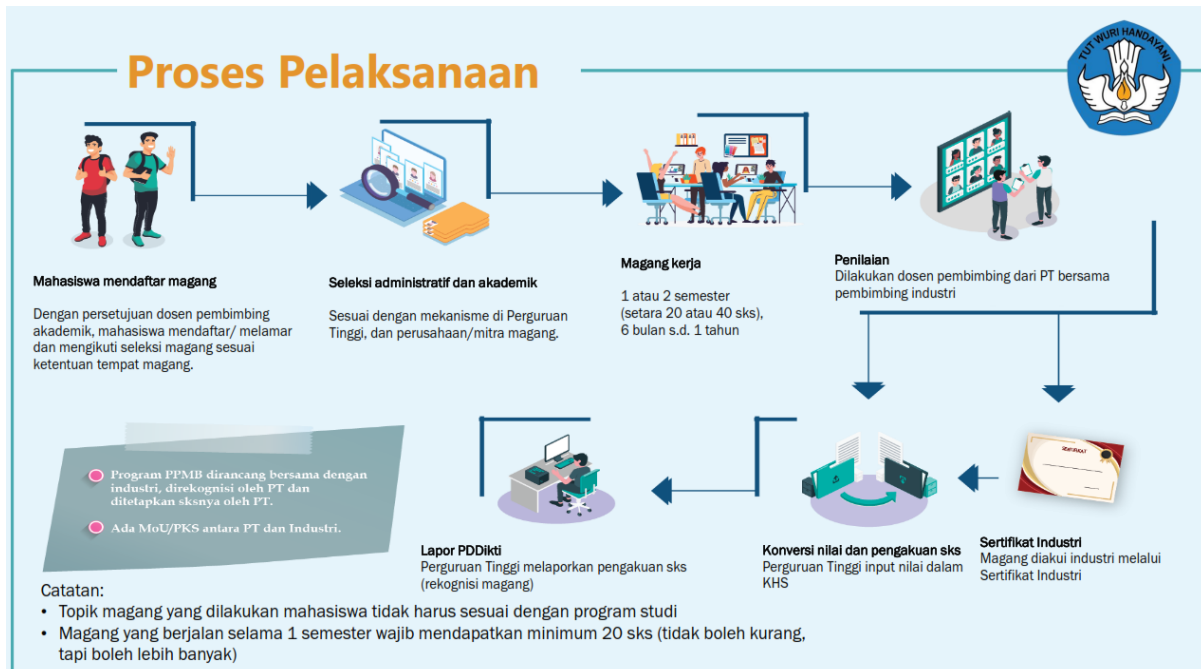 Proses Pelaksanaan
TUT WURI HANDAYANI
Mahasiswa mendaftar magang
Dengan persetujuan dosen pembimbing
akademik, mahasiswa mendaftar/ melamar
dan mengikuti seleksi magang sesuai
ketentuan tempat magang.
Seleksi administratif dan akademik
Sesuai dengan mekanisme di Perguruan
Tinggi, dan perusahaan/mitra magang.
Magang kerja
1 atau 2 semester
(setara 20 atau 40 sks),
6 bulan s.d. 1 tahun
Penilaian
Dilakukan dosen pembimbing dari PT bersama
pembimbing industri
SERTIFIKAT
Sertifikat Industri
Magang diakui industri melalui
Sertifikat Industri
Konversi nilai dan pengakuan sks
Perguruan Tinggi input nilai dalam
KHS
Lapor PDDikti
Perguruan Tinggi melaporkan pengakuan sks
(rekognisi magang)
Program PPMB dirancang bersama dengan
industri, direkognisi oleh PT dan
ditetapkan sksnya oleh PT.
Ada MoU/PKS antara PT dan Industri.
Catatan:
• Topik magang yang dilakukan mahasiswa tidak harus sesuai dengan program studi
• Magang yang berjalan selama 1 semester wajib mendapatkan minimum 20 sks (tidak boleh kurang,
tapi boleh lebih banyak)